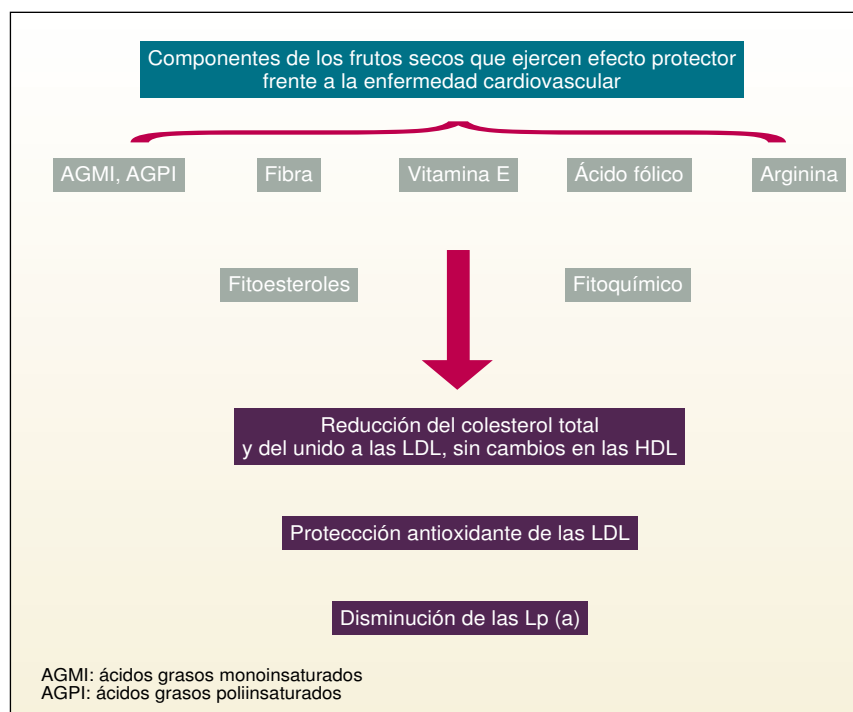 Componentes de los frutos secos que ejercen efecto protector
frente a la enfermedad cardiovascular
AGMI, AGPI
Fibra
Vitamina E
Ácido fólico
Arginina
Fitoesteroles
Fitoquímico
Reducción del colesterol total
y del unido a las LDL, sin cambios en las HDL
Proteccción antioxidante de las LDL
Disminución de las Lp (a)
AGMI: ácidos grasos monoinsaturados
AGPI: ácidos grasos poliinsaturados